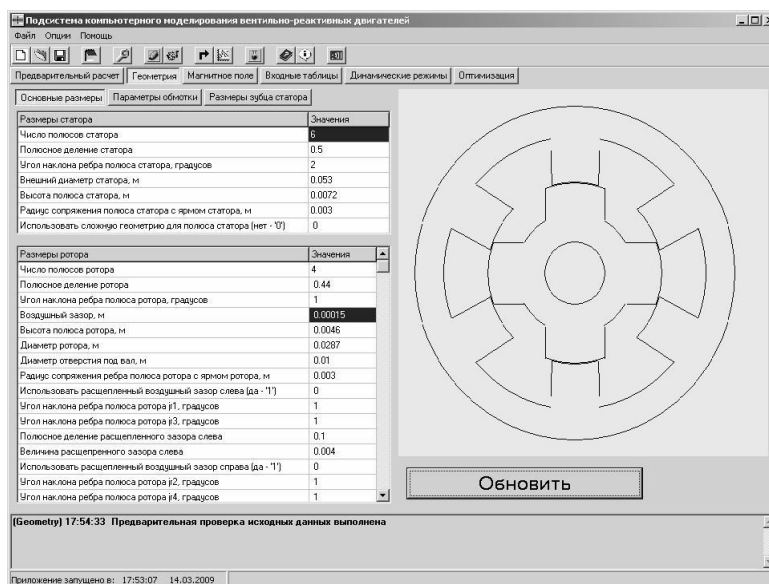 Подсистема компьютерного моделирования вентильно-реактивных двигателей
Файл Опции Помощь
Предварительный расчет Геометрия Магнитное поле Входные таблицы Динамические режимы Оптимизация
Основные размеры Параметры обмотки Размеры зубца статора
Размеры статора Значения
Число полюсов статора 6
Полюсное деление статора 0.5
Угол наклона ребра полюса статора, градусов 2
Внешний диаметр статора, м 0.053
Высота полюса статора, м 0.0072
Радиус сопряжения полюса статора с ярмом статора, м 0.003
Использовать сложную геометрию для полюса статора (нет - '0') 0
Размеры ротора Значения
Число полюсов ротора 4
Полюсное деление ротора 0.44
Угол наклона ребра полюса ротора, градусов 1
Воздушный зазор, м 0.00015
Высота полюса ротора, м 0.0046
Диаметр ротора, м 0.0287
Диаметр отверстия под вал, м 0.01
Радиус сопряжения ребра полюса ротора с ярмом ротора, м 0.003
Использовать расщепленный воздушный зазор слева (да - '1') 0
Угол наклона ребра полюса ротора jr1, градусов 1
Угол наклона ребра полюса ротора jr3, градусов 1
Полюсное деление расщепленного зазора слева 0.1
Величина расщепренного зазора слева 0.004
Использовать расщепленный воздушный зазор справа (да - '1') 0
Угол наклона ребра полюса ротора jr2, градусов 1
Угол наклона ребра полюса ротора jr4, градусов 1
Обновить
(Geometry) 17:54:33 Предварительная проверка исходных данных выполнена
Приложение запущено в: 17:53:07 14.03.2009